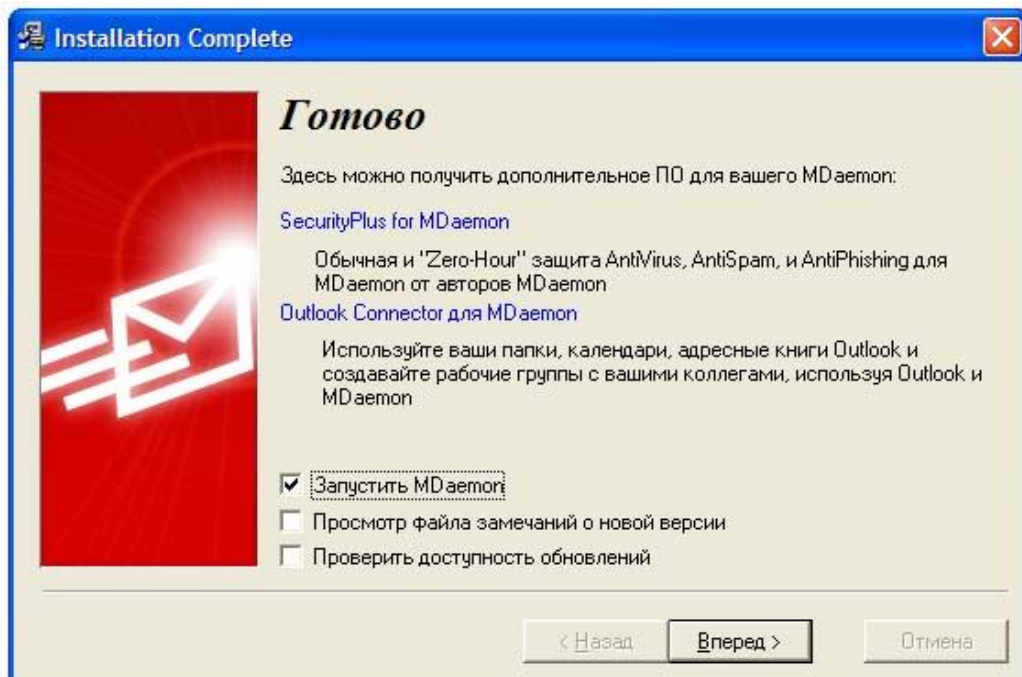 Installation Complete
Готово
Здесь можно получить дополнительное ПО для вашего MDaemon:
SecurityPlus for MDaemon
Обычная и "Zero-Hour" защита AntiVirus, AntiSpam, и AntiPhishing для
MDaemon от авторов MDaemon
Outlook Connector для MDaemon
Используйте ваши папки, календари, адресные книги Outlook и
создавайте рабочие группы с вашими коллегами, используя Outlook и
MDaemon
Запустить MDaemon
Просмотр файла замечаний о новой версии
Проверить доступность обновлений
< Назад
Вперед >
Отмена